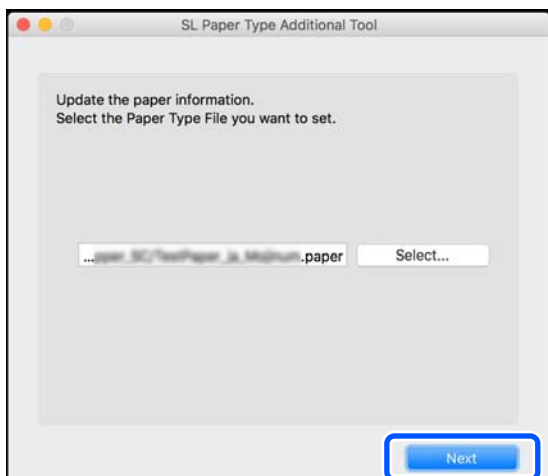 SL Paper Type Additional Tool
Update the paper information.
Select the Paper Type File you want to set.
... .paper
Select...
Next